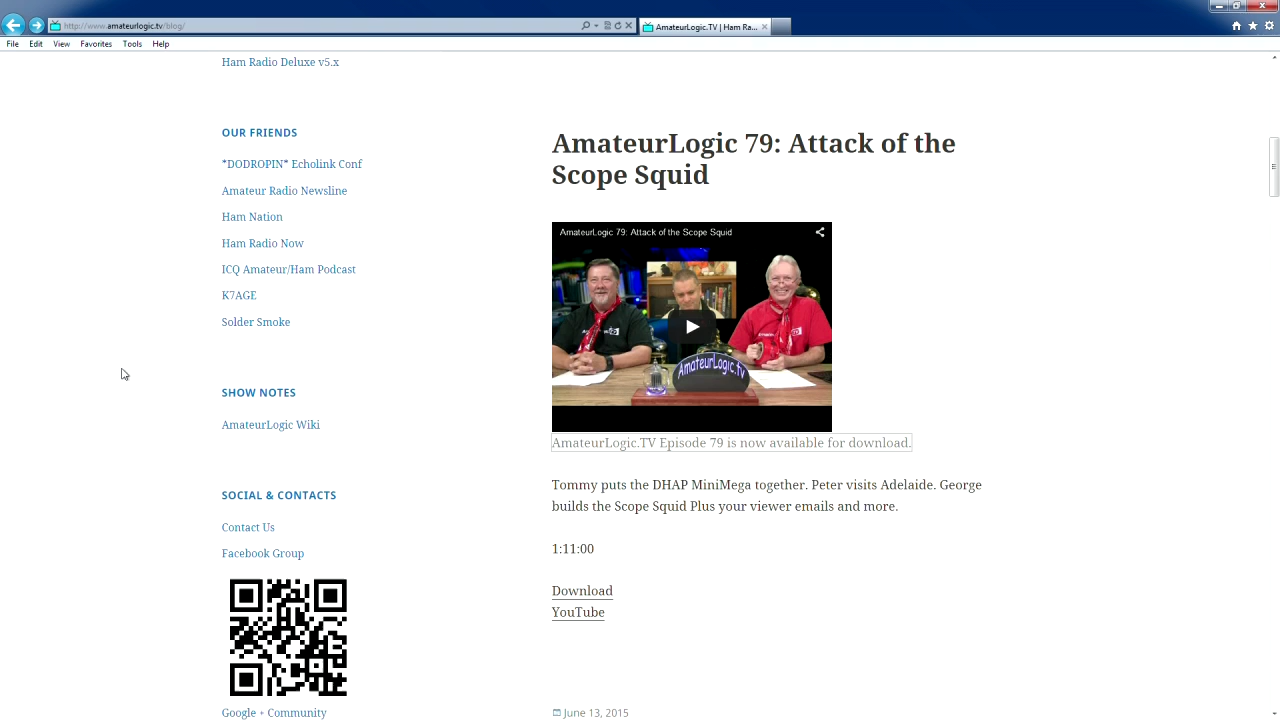 http://www.amateurlogic.tv/blog/
AmateurLogic.TV | Ham Ra...
File Edit View Favorites Tools Help
Ham Radio Deluxe v5.x
OUR FRIENDS
*DODROPIN* Echolink Conf
Amateur Radio Newsline
Ham Nation
Ham Radio Now
ICQ Amateur/Ham Podcast
K7AGE
Solder Smoke
SHOW NOTES
AmateurLogic Wiki
SOCIAL & CONTACTS
Contact Us
Facebook Group
Google + Community
AmateurLogic 79: Attack of the
Scope Squid
AmateurLogic 79: Attack of the Scope Squid
AmateurLogic.tv
AmateurLogic.TV Episode 79 is now available for download.
Tommy puts the DHAP MiniMega together. Peter visits Adelaide. George
builds the Scope Squid Plus your viewer emails and more.
1:11:00
Download
YouTube
June 13, 2015